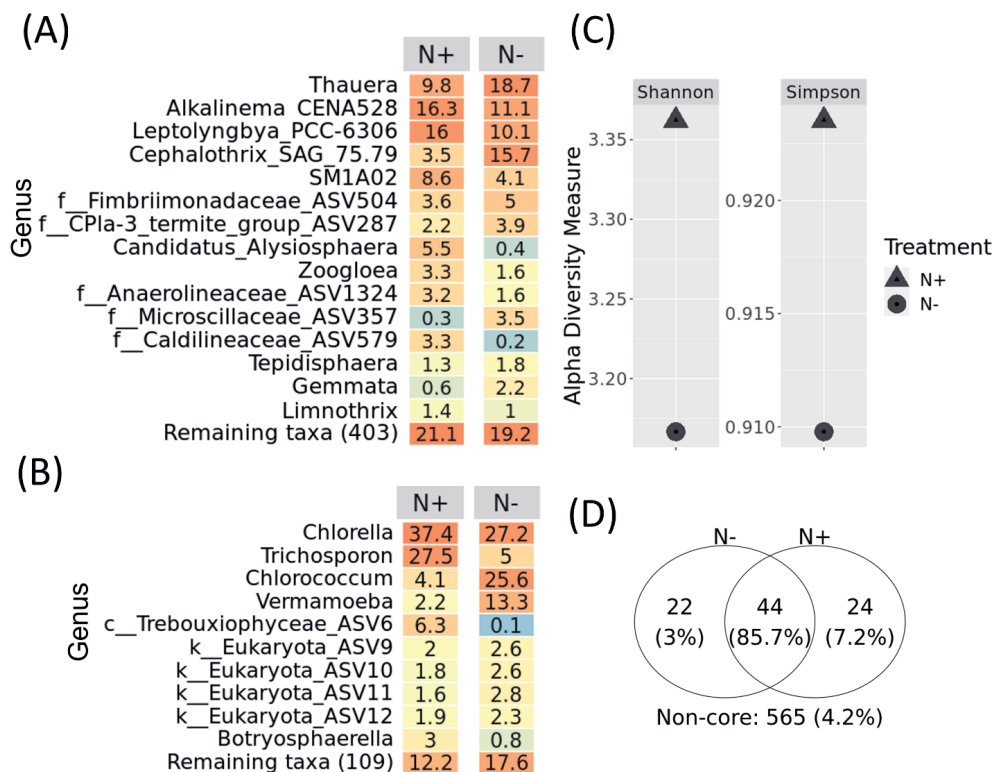 (A)
N+ N-
Genus
Thauera 9.8 18.7
Alkalinema CENA528 16.3 11.1
Leptolyngbya_PCC-6306 16 10.1
Cephalothrix_SAG_75.79 3.5 15.7
SM1A02 8.6 4.1
f__Fimbriimonadaceae_ASV504 3.6 5
f__CPla-3_termite_group_ASV287 2.2 3.9
Candidatus_Alysiosphaera 5.5 0.4
Zoogloea 3.3 1.6
f__Anaerolineaceae_ASV1324 3.2 1.6
f__Microscillaceae_ASV357 0.3 3.5
f__Caldilineaceae_ASV579 3.3 0.2
Tepidisphaera 1.3 1.8
Gemmata 0.6 2.2
Limnothrix 1.4 1
Remaining taxa (403) 21.1 19.2
(B)
N+ N-
Genus
Chlorella 37.4 27.2
Trichosporon 27.5 5
Chlorococcum 4.1 25.6
Vermamoeba 2.2 13.3
c__Trebouxiophyceae_ASV6 6.3 0.1
k__Eukaryota_ASV9 2 2.6
k__Eukaryota_ASV10 1.8 2.6
k__Eukaryota_ASV11 1.6 2.8
k__Eukaryota_ASV12 1.9 2.3
Botryosphaerella 3 0.8
Remaining taxa (109) 12.2 17.6
(C)
Shannon Simpson
Alpha Diversity Measure
3.35
3.30
3.25
3.20
0.920
0.915
0.910
Treatment
N+
N-
(D)
N- N+
22 44 24
(3%) (85.7%) (7.2%)
Non-core: 565 (4.2%)